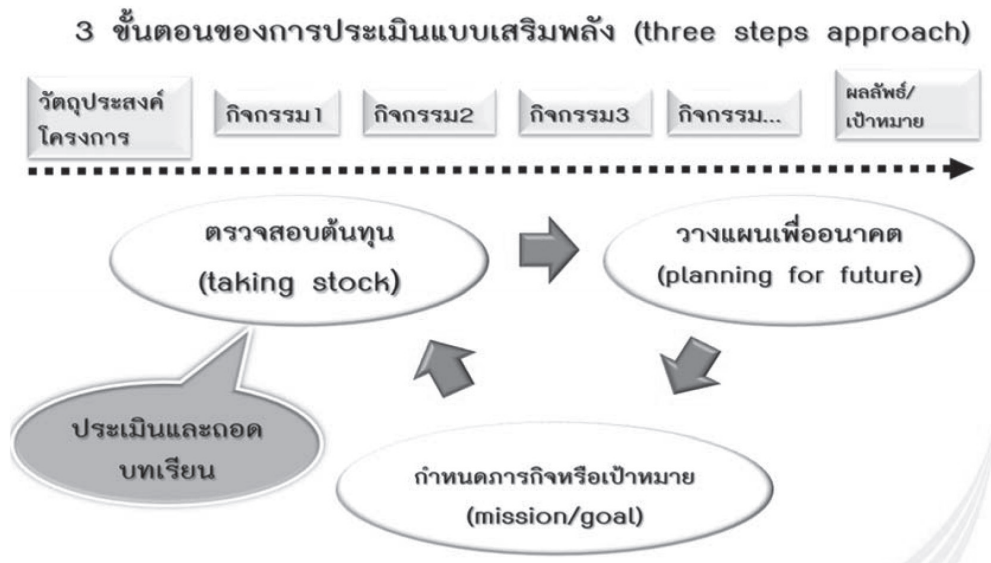 3 ขั้นตอนของการประเมินแบบเสริมพลัง (three steps approach)
วัตถุประสงค์
โครงการ
กิจกรรม1
กิจกรรม2
กิจกรรม3
กิจกรรม...
ผลลัพธ์/
เป้าหมาย
ตรวจสอบต้นทุน
(taking stock)
วางแผนเพื่ออนาคต
(planning for future)
ประเมินและถอด
บทเรียน
กำหนดภารกิจหรือเป้าหมาย
(mission/goal)